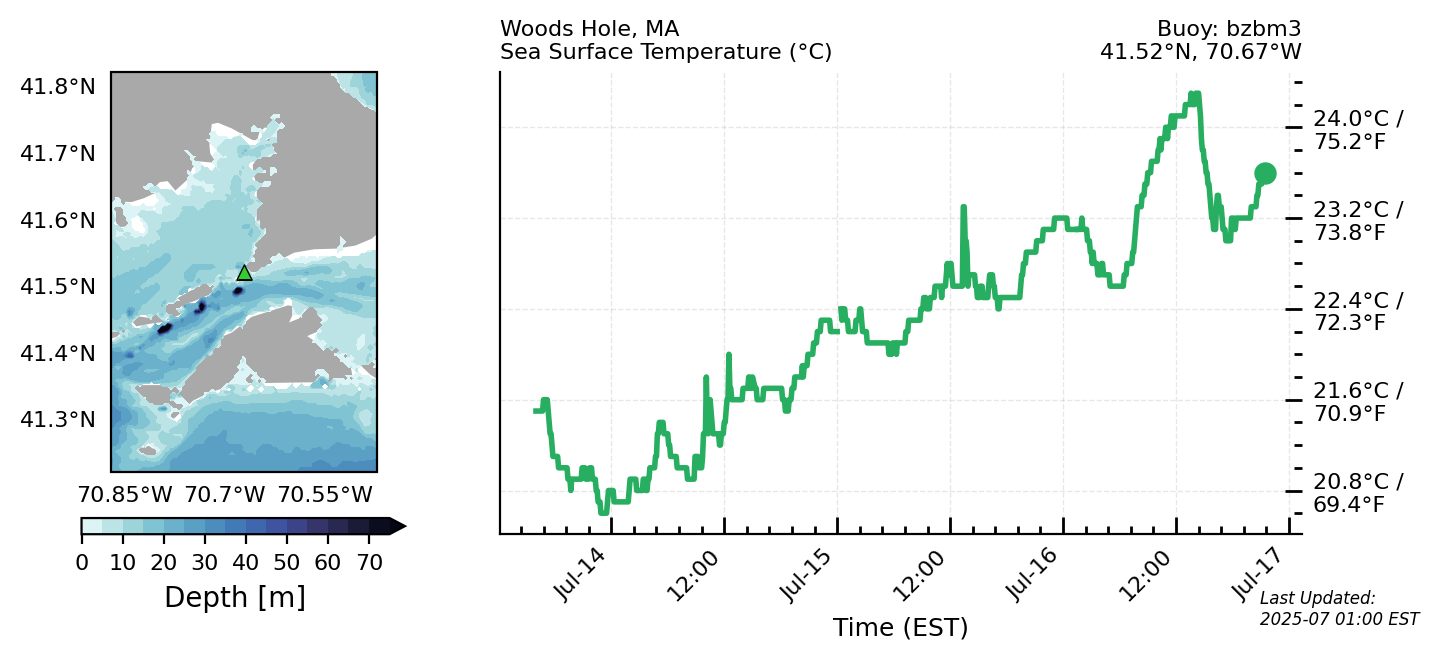 Woods Hole, MA
Sea Surface Temperature (°C)
Buoy: bzbm3
41.52°N, 70.67°W
41.8°N
41.7°N
41.6°N
41.5°N
41.4°N
41.3°N
70.85°W 70.7°W 70.55°W
0 10 20 30 40 50 60 70
Depth [m]
24.0°C /
75.2°F
23.2°C /
73.8°F
22.4°C /
72.3°F
21.6°C /
70.9°F
20.8°C /
69.4°F
Jul-14 12:00 Jul-15 12:00 Jul-16 12:00 Jul-17
Time (EST)
Last Updated:
2025-07 01:00 EST